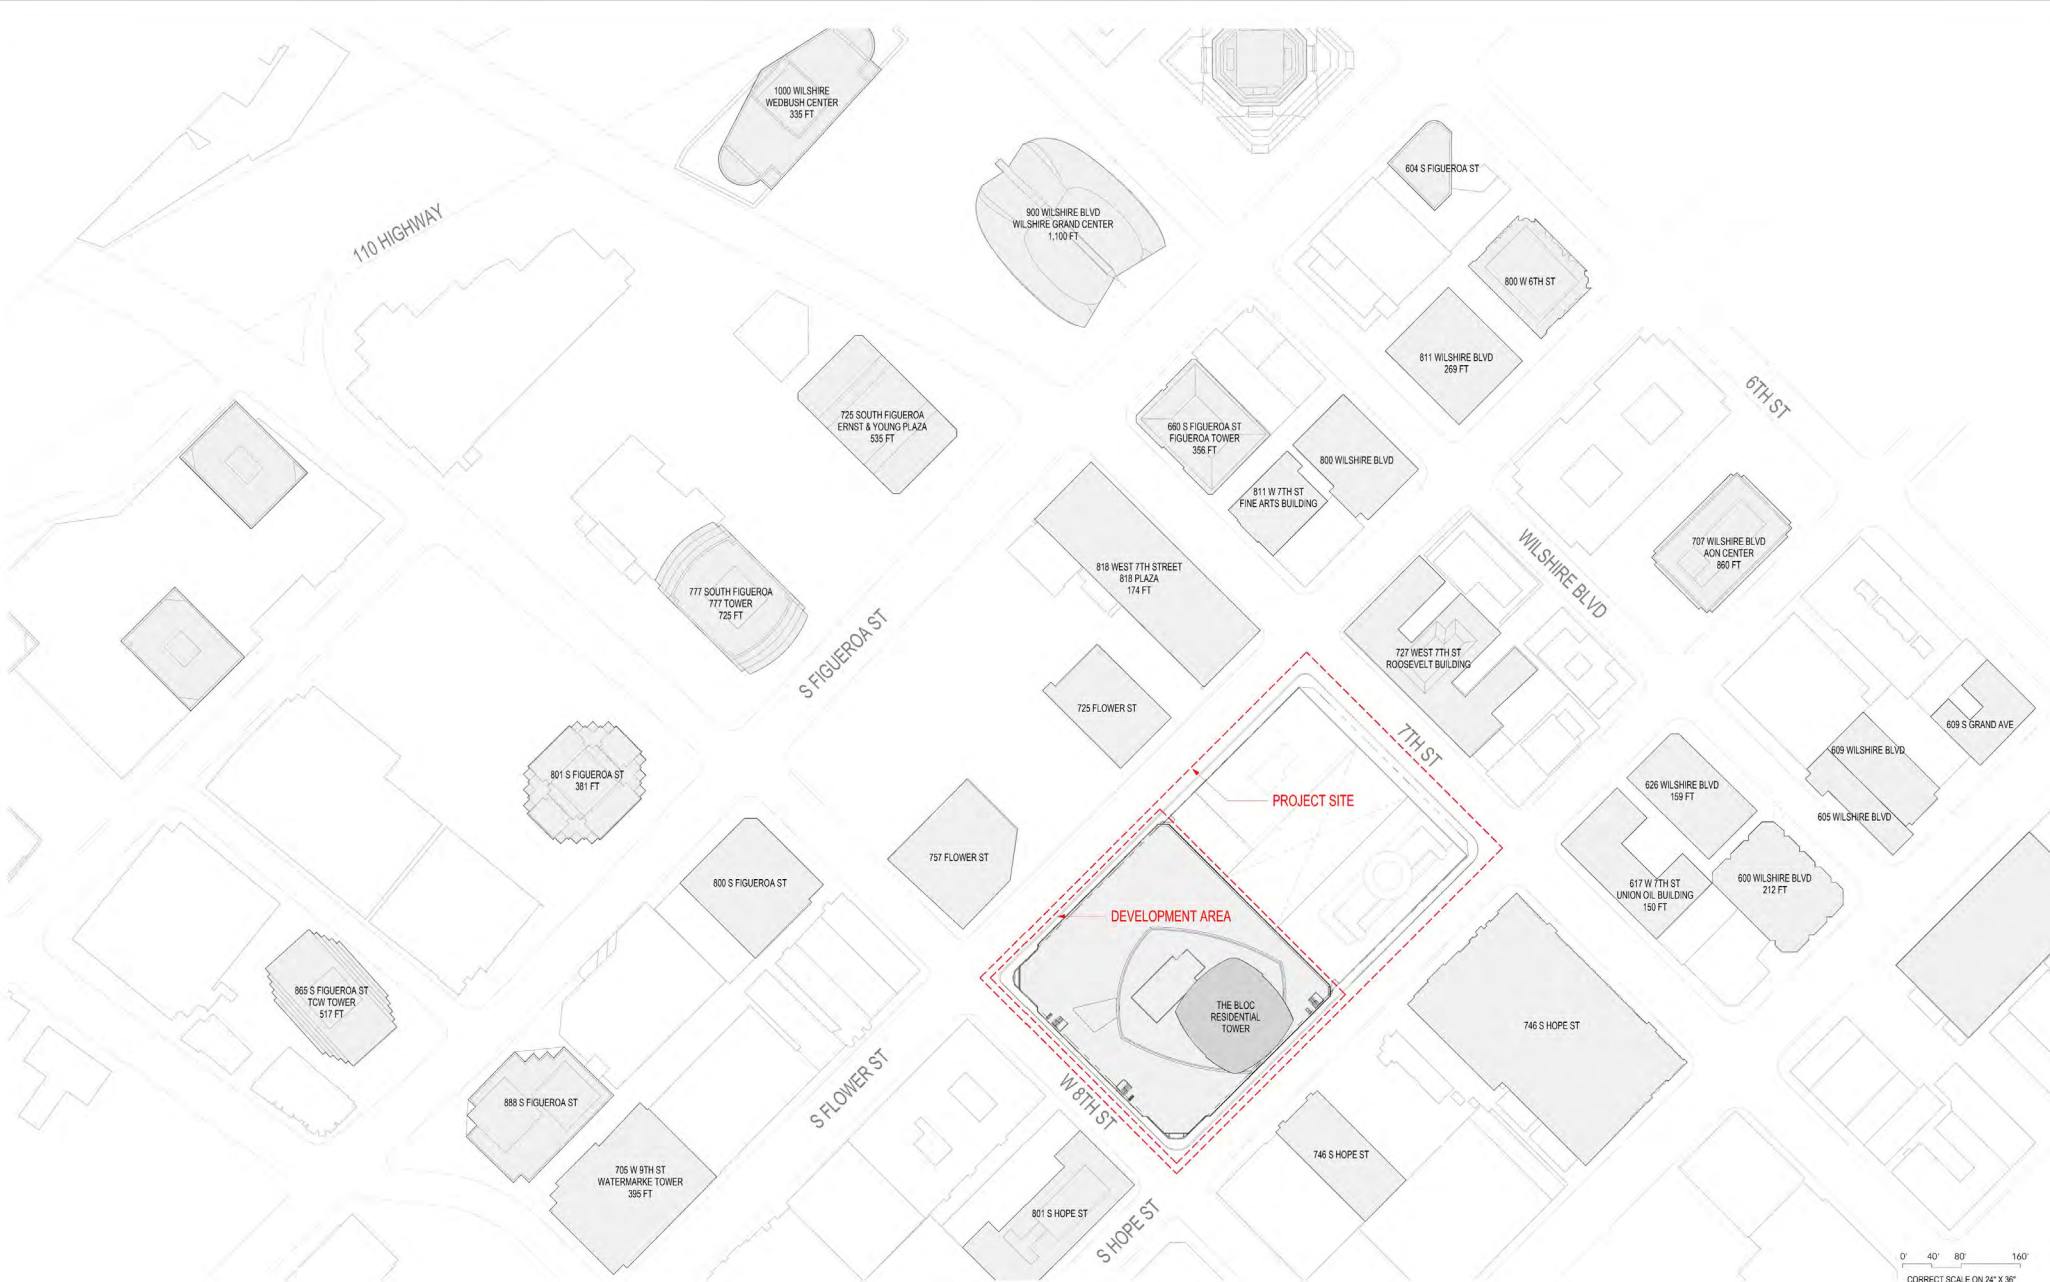 1000 WILSHIRE
WEDBUSH CENTER
335 FT
604 S FIGUEROA ST
110 HIGHWAY
900 WILSHIRE BLVD
WILSHIRE GRAND CENTER
1,100 FT
800 W 6TH ST
811 WILSHIRE BLVD
269 FT
6TH ST
725 SOUTH FIGUEROA
ERNST & YOUNG PLAZA
535 FT
660 S FIGUEROA ST
FIGUEROA TOWER
356 FT
800 WILSHIRE BLVD
811 W 7TH ST
FINE ARTS BUILDING
WILSHIRE BLVD
707 WILSHIRE BLVD
AON CENTER
860 FT
818 WEST 7TH STREET
818 PLAZA
174 FT
777 SOUTH FIGUEROA
777 TOWER
725 FT
S FIGUEROA ST
727 WEST 7TH ST
ROOSEVELT BUILDING
725 FLOWER ST
7TH ST
609 S GRAND AVE
609 WILSHIRE BLVD
801 S FIGUEROA ST
381 FT
626 WILSHIRE BLVD
159 FT
PROJECT SITE
605 WILSHIRE BLVD
757 FLOWER ST
800 S FIGUEROA ST
617 W 7TH ST
UNION OIL BUILDING
150 FT
600 WILSHIRE BLVD
212 FT
DEVELOPMENT AREA
865 S FIGUEROA ST
TCW TOWER
517 FT
THE BLOC
RESIDENTIAL
TOWER
746 S HOPE ST
S FLOWER ST
W 8TH ST
888 S FIGUEROA ST
746 S HOPE ST
705 W 9TH ST
WATERMARKE TOWER
395 FT
801 S HOPE ST
S HOPE ST
0' 40' 80' 160'
CORRECT SCALE ON 24" X 36"